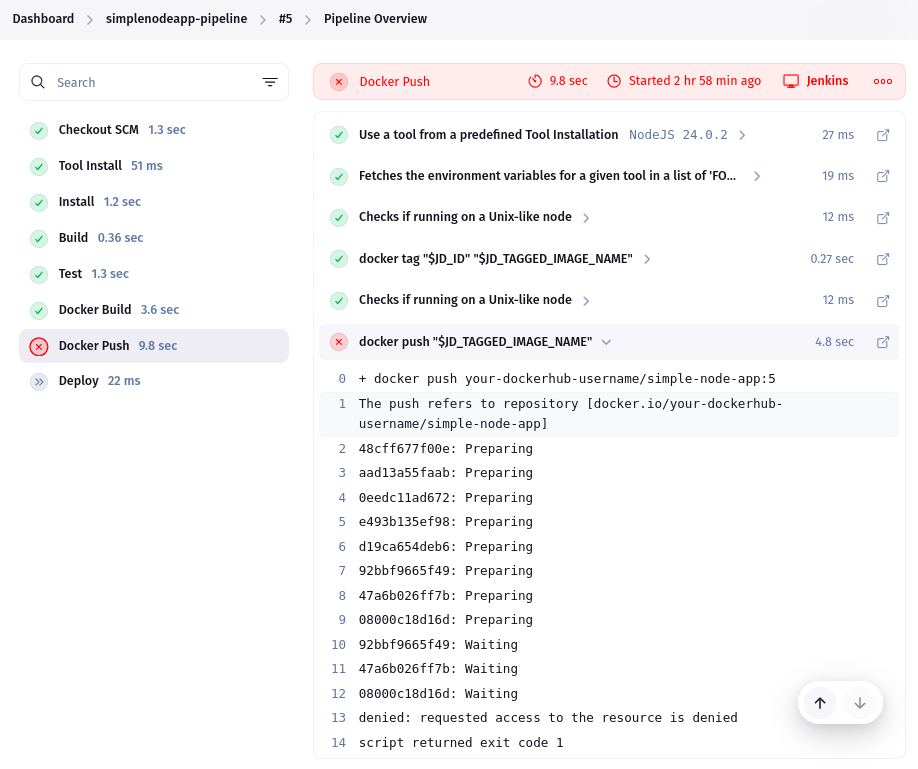 Dashboard simplenodeapp-pipeline #5 Pipeline Overview
Search
Checkout SCM 1.3 sec
Tool Install 51 ms
Install 1.2 sec
Build 0.36 sec
Test 1.3 sec
Docker Build 3.6 sec
Docker Push 9.8 sec
Deploy 22 ms
Docker Push 9.8 sec Started 2 hr 58 min ago Jenkins
Use a tool from a predefined Tool Installation NodeJS 24.0.2 27 ms
Fetches the environment variables for a given tool in a list of 'FO... 19 ms
Checks if running on a Unix-like node 12 ms
docker tag "$JD_ID" "$JD_TAGGED_IMAGE_NAME" 0.27 sec
Checks if running on a Unix-like node 12 ms
docker push "$JD_TAGGED_IMAGE_NAME" 4.8 sec
0 + docker push your-dockerhub-username/simple-node-app:5
1 The push refers to repository [docker.io/your-dockerhub-
username/simple-node-app]
2 48cff677f00e: Preparing
3 aad13a55faab: Preparing
4 0eedc11ad672: Preparing
5 e493b135ef98: Preparing
6 d19ca654deb6: Preparing
7 92bbf9665f49: Preparing
8 47a6b026ff7b: Preparing
9 08000c18d16d: Preparing
10 92bbf9665f49: Waiting
11 47a6b026ff7b: Waiting
12 08000c18d16d: Waiting
13 denied: requested access to the resource is denied
14 script returned exit code 1